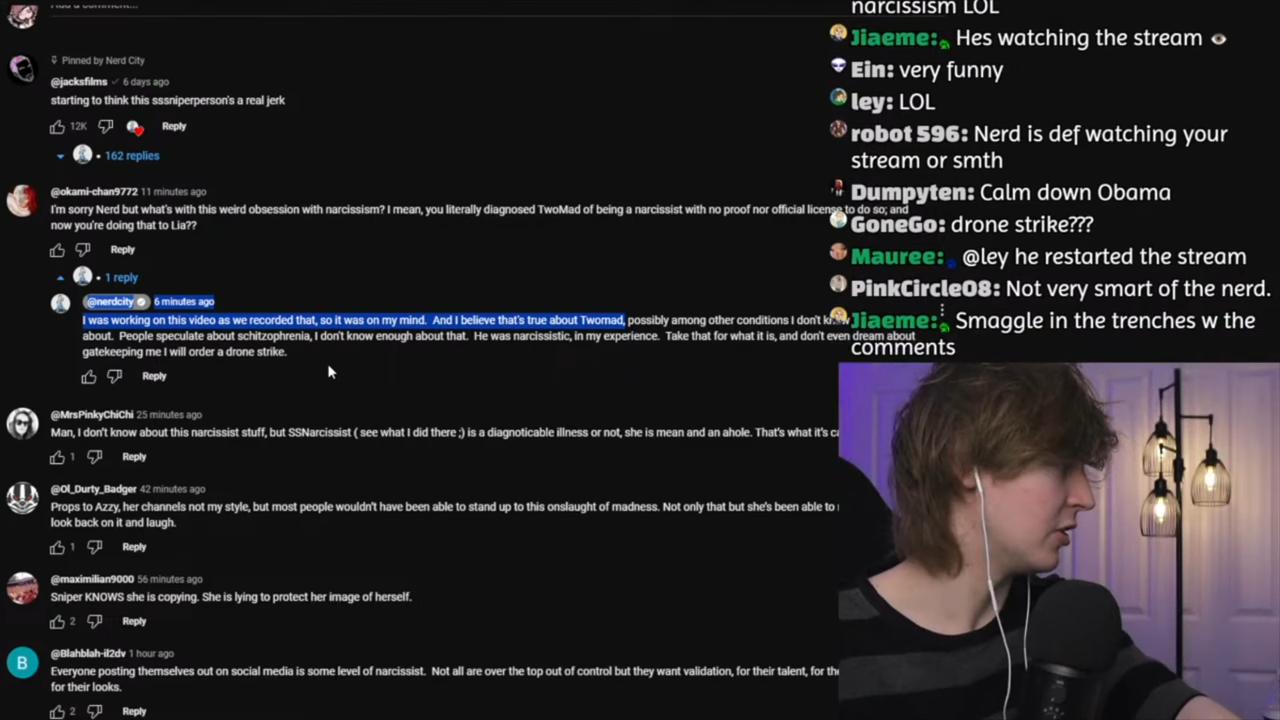 Add a comment...
Pinned by Nerd City
@jacksfilms 6 days ago
starting to think this sssniperperson's a real jerk
12K Reply
162 replies
@okami-chan9772 11 minutes ago
I'm sorry Nerd but what's with this weird obsession with narcissism? I mean, you literally diagnosed TwoMad of being a narcissist with no proof nor official license to do so; and
now you're doing that to Lia??
Reply
1 reply
@nerdcity 6 minutes ago
I was working on this video as we recorded that, so it was on my mind. And I believe that's true about Twomad, possibly among other conditions I don't know
about. People speculate about schitzophrenia, I don't know enough about that. He was narcissistic, in my experience. Take that for what it is, and don't even dream about
gatekeeping me I will order a drone strike.
Reply
@MrsPinkyChiChi 25 minutes ago
Man, I don't know about this narcissist stuff, but SSNarcissist ( see what I did there ;) is a diagnoticable illness or not, she is mean and an ahole. That's what it's
1 Reply
@Ol_Durty_Badger 42 minutes ago
Props to Azzy, her channels not my style, but most people wouldn't have been able to stand up to this onslaught of madness. Not only that but she's been able to
look back on it and laugh.
1 Reply
@maximilian9000 56 minutes ago
Sniper KNOWS she is copying. She is lying to protect her image of herself.
2 Reply
@Blahblah-il2dv 1 hour ago
Everyone posting themselves out on social media is some level of narcissist. Not all are over the top out of control but they want validation, for their talent, for
for their looks.
2 Reply
B
narcissism LOL
Jiaeme: Hes watching the stream
Ein: very funny
ley: LOL
robot 596: Nerd is def watching your
stream or smth
Dumpyten: Calm down Obama
GoneGo: drone strike???
Mauree: @ley he restarted the stream
PinkCircle08: Not very smart of the nerd.
Jiaeme: Smaggle in the trenches w the
comments